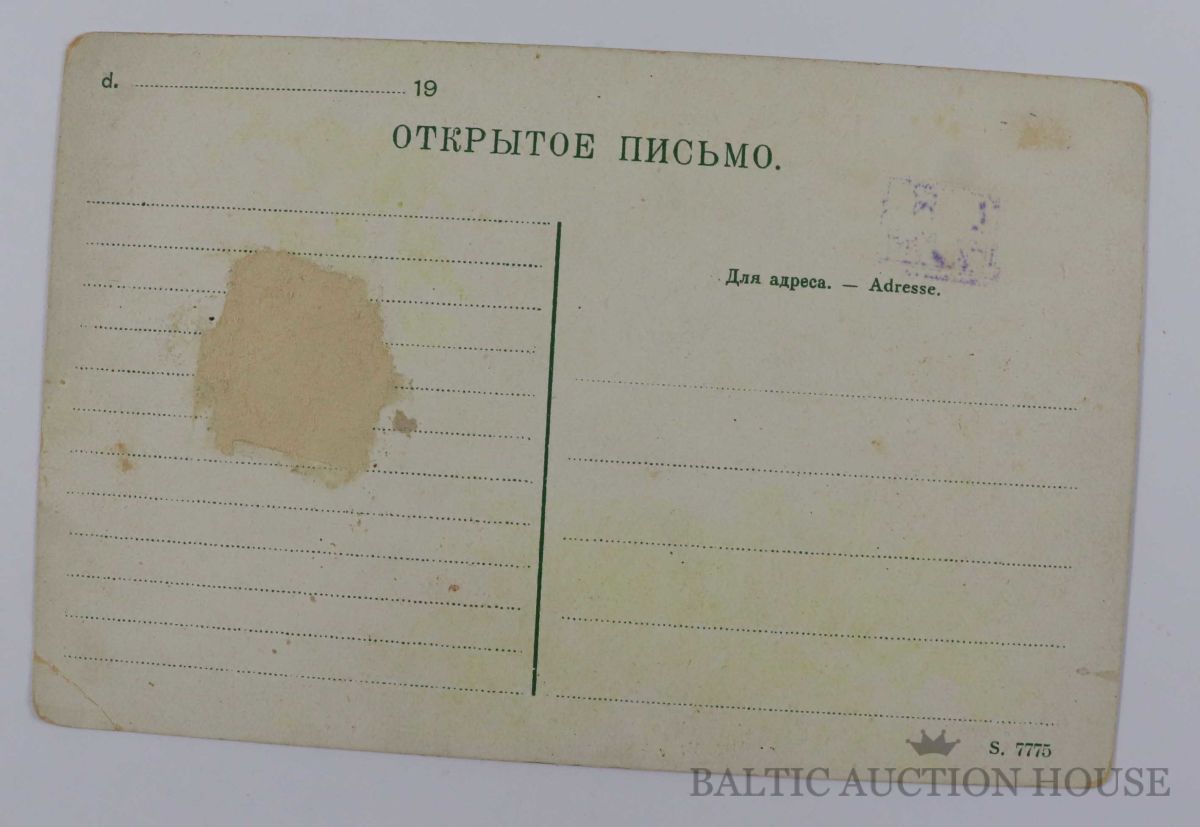 d. ........................ 19
ОТКРЫТОЕ ПИСЬМО.
Для адреса. — Adresse.
S. 7775
BALTIC AUCTION HOUSE